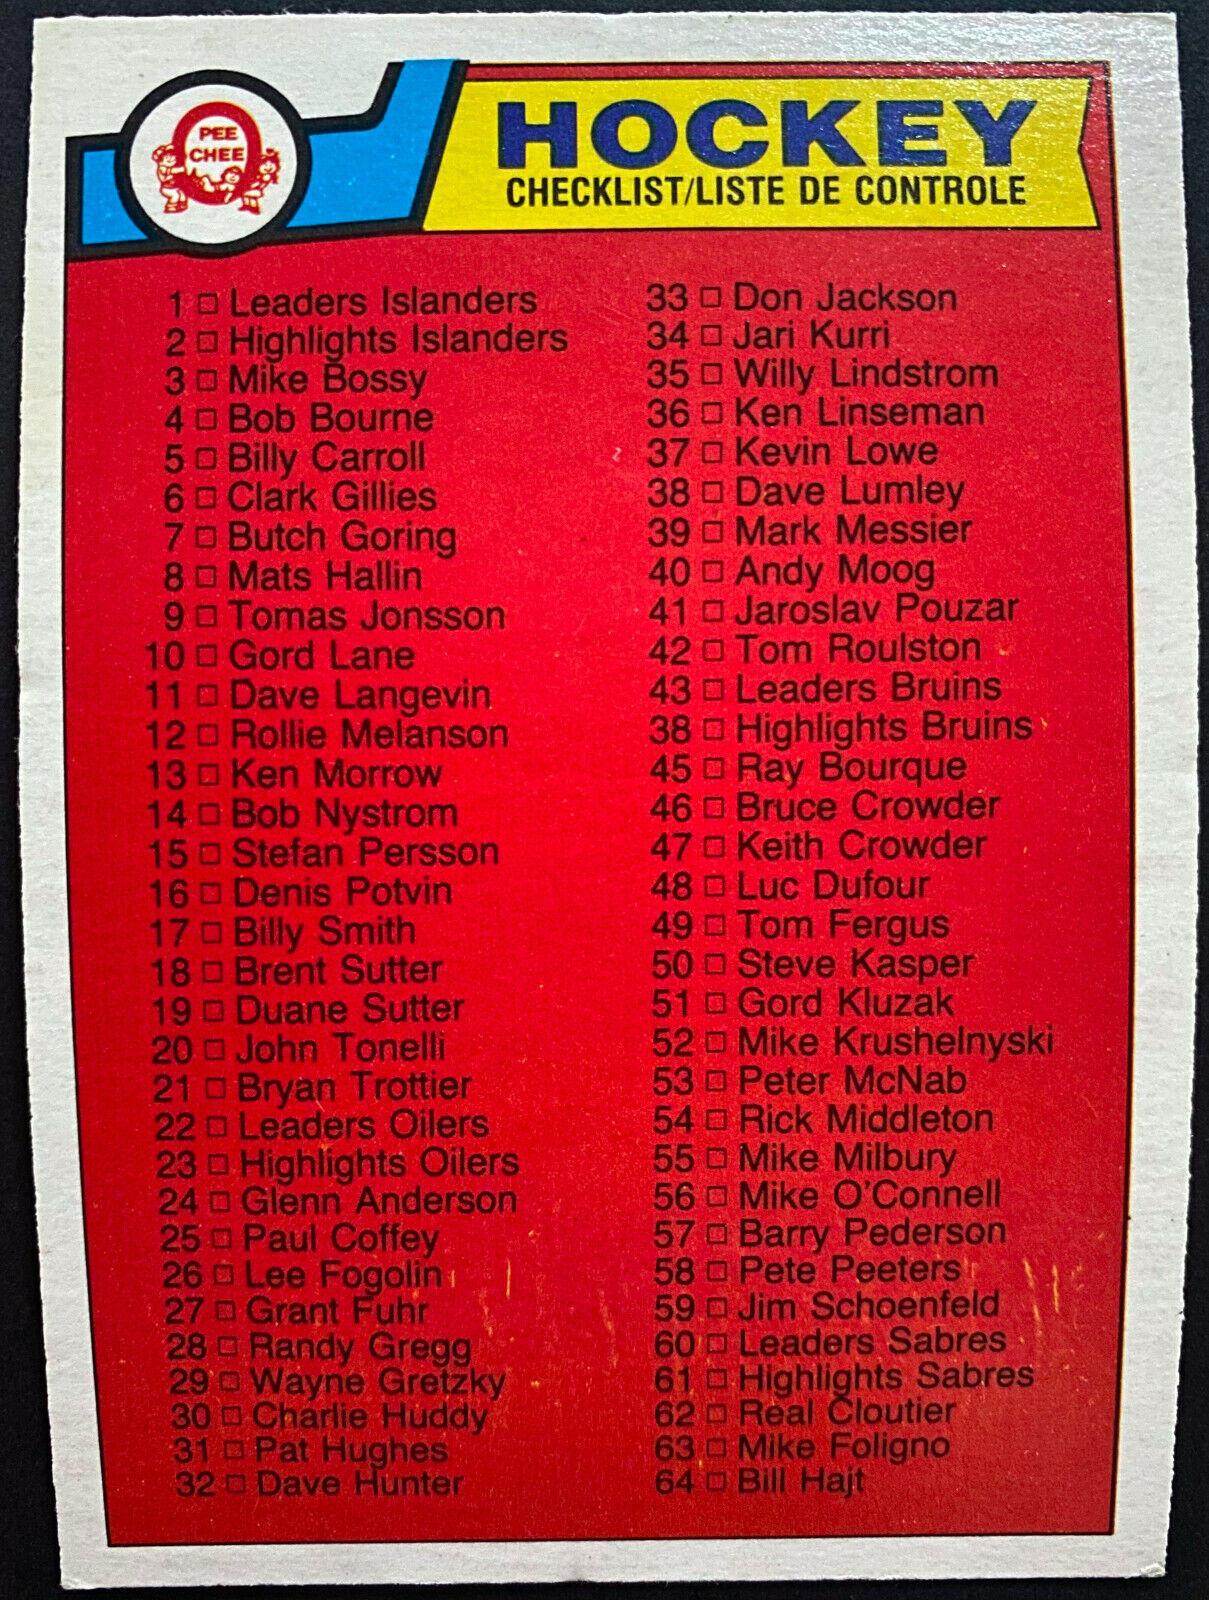 PEE
CHEE
HOCKEY
CHECKLIST/LISTE DE CONTROLE
1 □ Leaders Islanders
2 □ Highlights Islanders
3 □ Mike Bossy
4 □ Bob Bourne
5 □ Billy Carroll
6 □ Clark Gillies
7 □ Butch Goring
8 □ Mats Hallin
9 □ Tomas Jonsson
10 □ Gord Lane
11 □ Dave Langevin
12 □ Rollie Melanson
13 □ Ken Morrow
14 □ Bob Nystrom
15 □ Stefan Persson
16 □ Denis Potvin
17 □ Billy Smith
18 □ Brent Sutter
19 □ Duane Sutter
20 □ John Tonelli
21 □ Bryan Trottier
22 □ Leaders Oilers
23 □ Highlights Oilers
24 □ Glenn Anderson
25 □ Paul Coffey
26 □ Lee Fogolin
27 □ Grant Fuhr
28 □ Randy Gregg
29 □ Wayne Gretzky
30 □ Charlie Huddy
31 □ Pat Hughes
32 □ Dave Hunter
33 □ Don Jackson
34 □ Jari Kurri
35 □ Willy Lindstrom
36 □ Ken Linseman
37 □ Kevin Lowe
38 □ Dave Lumley
39 □ Mark Messier
40 □ Andy Moog
41 □ Jaroslav Pouzar
42 □ Tom Roulston
43 □ Leaders Bruins
38 □ Highlights Bruins
45 □ Ray Bourque
46 □ Bruce Crowder
47 □ Keith Crowder
48 □ Luc Dufour
49 □ Tom Fergus
50 □ Steve Kasper
51 □ Gord Kluzak
52 □ Mike Krushelnyski
53 □ Peter McNab
54 □ Rick Middleton
55 □ Mike Milbury
56 □ Mike O'Connell
57 □ Barry Pederson
58 □ Pete Peeters
59 □ Jim Schoenfeld
60 □ Leaders Sabres
61 □ Highlights Sabres
62 □ Real Cloutier
63 □ Mike Foligno
64 □ Bill Hajt